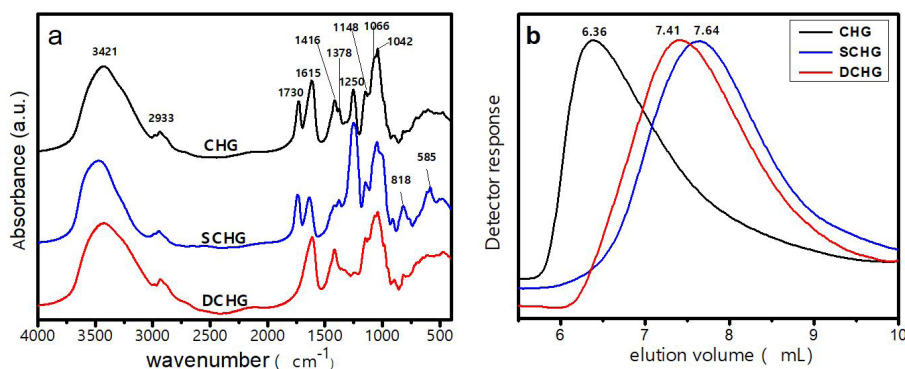 a
3421
2933
1730
1615
1416
1378
1250
1148
1066
1042
CHG
818
585
SCHG
DCHG
Absorbance (a.u.)
4000 3500 3000 2500 2000 1500 1000 500
wavenumber ( cm⁻¹)
b
6.36
7.41
7.64
CHG
SCHG
DCHG
Detector response
6 7 8 9 10
elution volume ( mL)